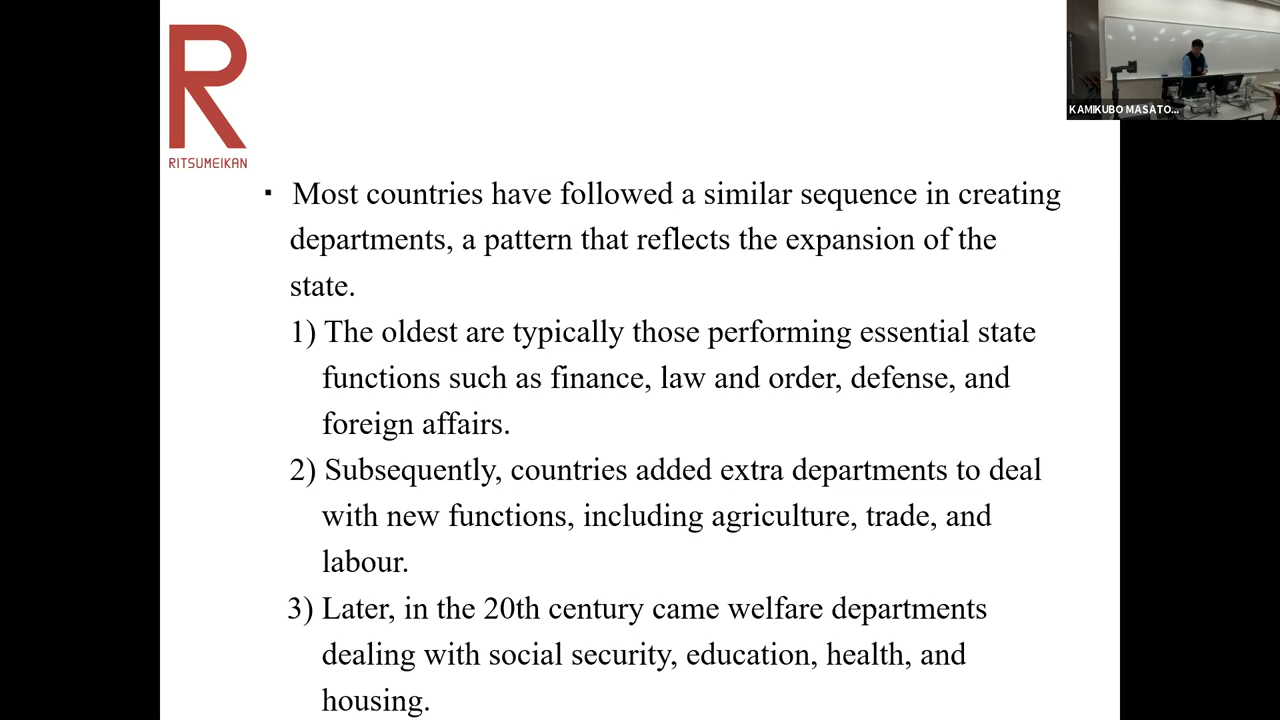 R
RITSUMEIKAN
KAMIKUBO MASATO...
▪ Most countries have followed a similar sequence in creating
departments, a pattern that reflects the expansion of the
state.
1) The oldest are typically those performing essential state
functions such as finance, law and order, defense, and
foreign affairs.
2) Subsequently, countries added extra departments to deal
with new functions, including agriculture, trade, and
labour.
3) Later, in the 20th century came welfare departments
dealing with social security, education, health, and
housing.